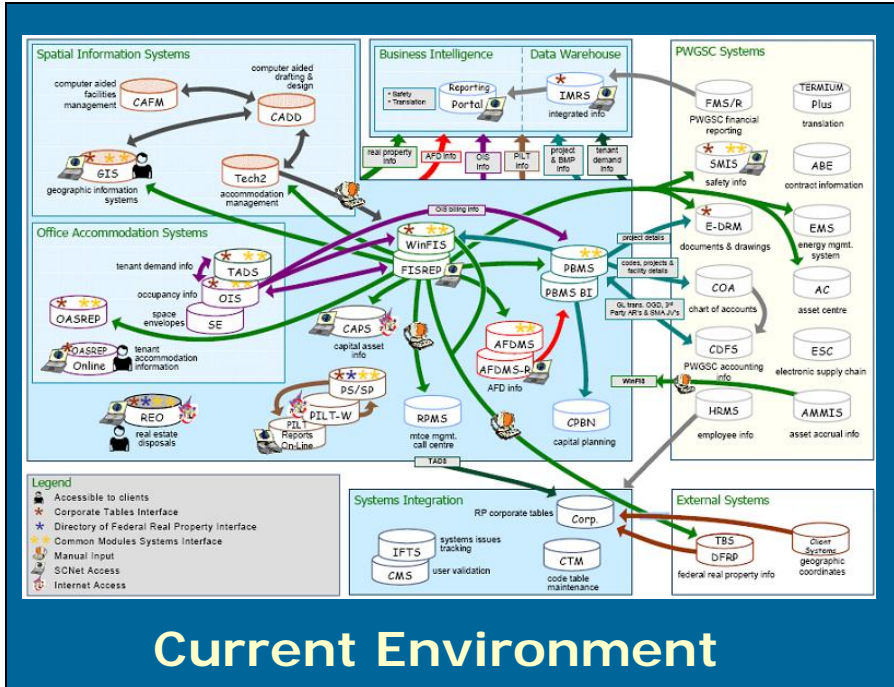 Spatial Information Systems
computer aided
facilities
management
CAFM
computer aided
drafting &
design
CADD
GIS
geographic information
systems
Tech2
accommodation
management
Business Intelligence
Data Warehouse
* Safety
* Translation
Reporting
Portal
IMRS
integrated info
real property
info
AFD info
OIS
info
PILT
info
project
& BMP
info
tenant
demand info
PWGSC Systems
FMS/R
PWGSC financial
reporting
TERMIUM
Plus
translation
SMIS
safety info
ABE
contract information
E-DRM
documents & drawings
EMS
energy mgmt.
system
COA
chart of accounts
AC
asset centre
CDFS
PWGSC accounting
info
ESC
electronic supply chain
HRMS
employee info
AMMIS
asset accrual info
Office Accommodation Systems
tenant demand info
TADS
occupancy info
OIS
space
envelopes
SE
OASREP
OASREP
Online
tenant
accommodation
information
OIS billing info
WinFIS
FISREP
PBMS
PBMS BI
project details
codes, projects &
facility details
GL trans, OGD, 3rd
Party AR's & SMA JV's
CAPS
capital asset
info
AFDMS
AFDMS-R
AFD info
WinFIS
REO
real estate
disposals
PS/SP
PILT-W
PILT
Reports
On-Line
RPMS
mtce mgmt.
call centre
CPBN
capital planning
TADS
Legend
Accessible to clients
Corporate Tables Interface
Directory of Federal Real Property Interface
Common Modules Systems Interface
Manual Input
SCNet Access
Internet Access
Systems Integration
RP corporate tables
Corp.
IFTS
systems issues
tracking
CMS
user validation
CTM
code table
maintenance
External Systems
TBS
DFRP
federal real property info
Client
Systems
geographic
coordinates
Current Environment